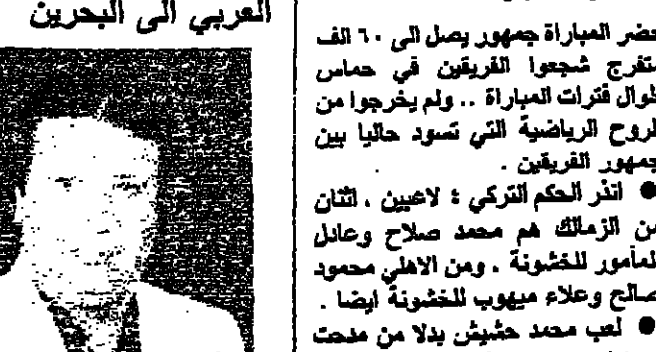 حضر المباراة جمهور يصل الى ٦٠ الف
متفرج شجعوا الفريقين في حماس
طوال فترات المباراة .. ولم يخرجوا من
الروح الرياضية التي تسود حاليا بين
جمهور الفريقين .
● انذر الحكم التركي ٤ لاعبين ، اثنان
من الزمالك هم محمد صلاح وعادل
المأمور للخشونة . ومن الاهلي محمود
صالح وعلاء ميهوب للخشونة ايضا .
● لعب محمد حشيش بدلا من مدحت
العربي الى البحرين